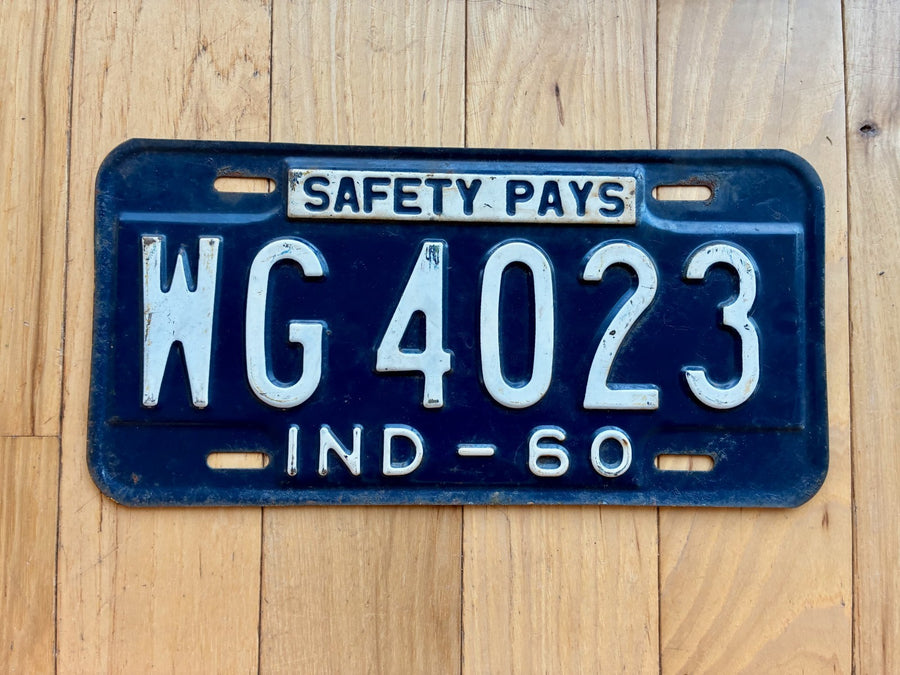 SAFETY PAYS
WG 4023
IND - 60